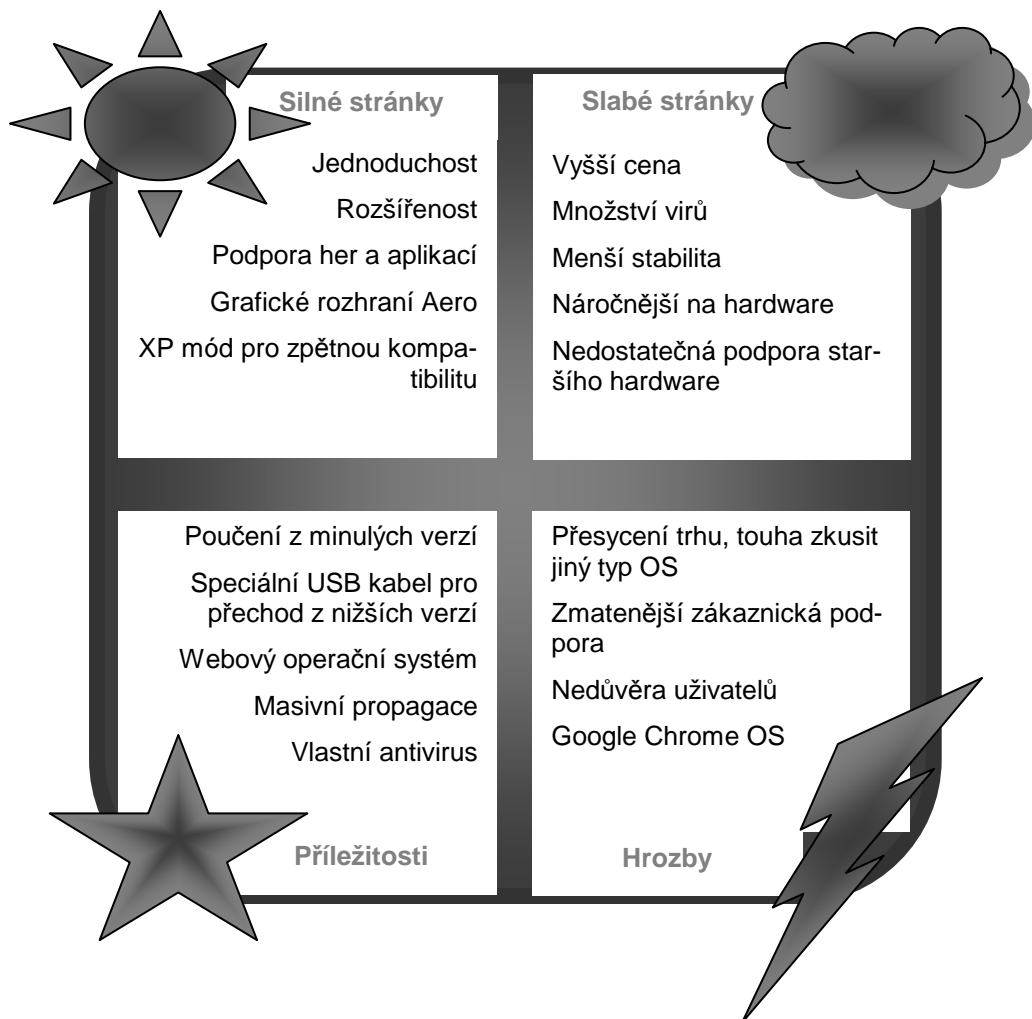 Silné stránky
Jednoduchost
Rozšířenost
Podpora her a aplikací
Grafické rozhraní Aero
XP mód pro zpětnou kompa-
tibilitu
Slabé stránky
Vyšší cena
Množství virů
Menší stabilita
Náročnější na hardware
Nedostatečná podpora star-
šího hardware
Poučení z minulých verzí
Speciální USB kabel pro
přechod z nižších verzí
Webový operační systém
Masivní propagace
Vlastní antivirus
Příležitosti
Přesycení trhu, touha zkusit
jiný typ OS
Zmatenější zákaznická pod-
pora
Nedůvěra uživatelů
Google Chrome OS
Hrozby